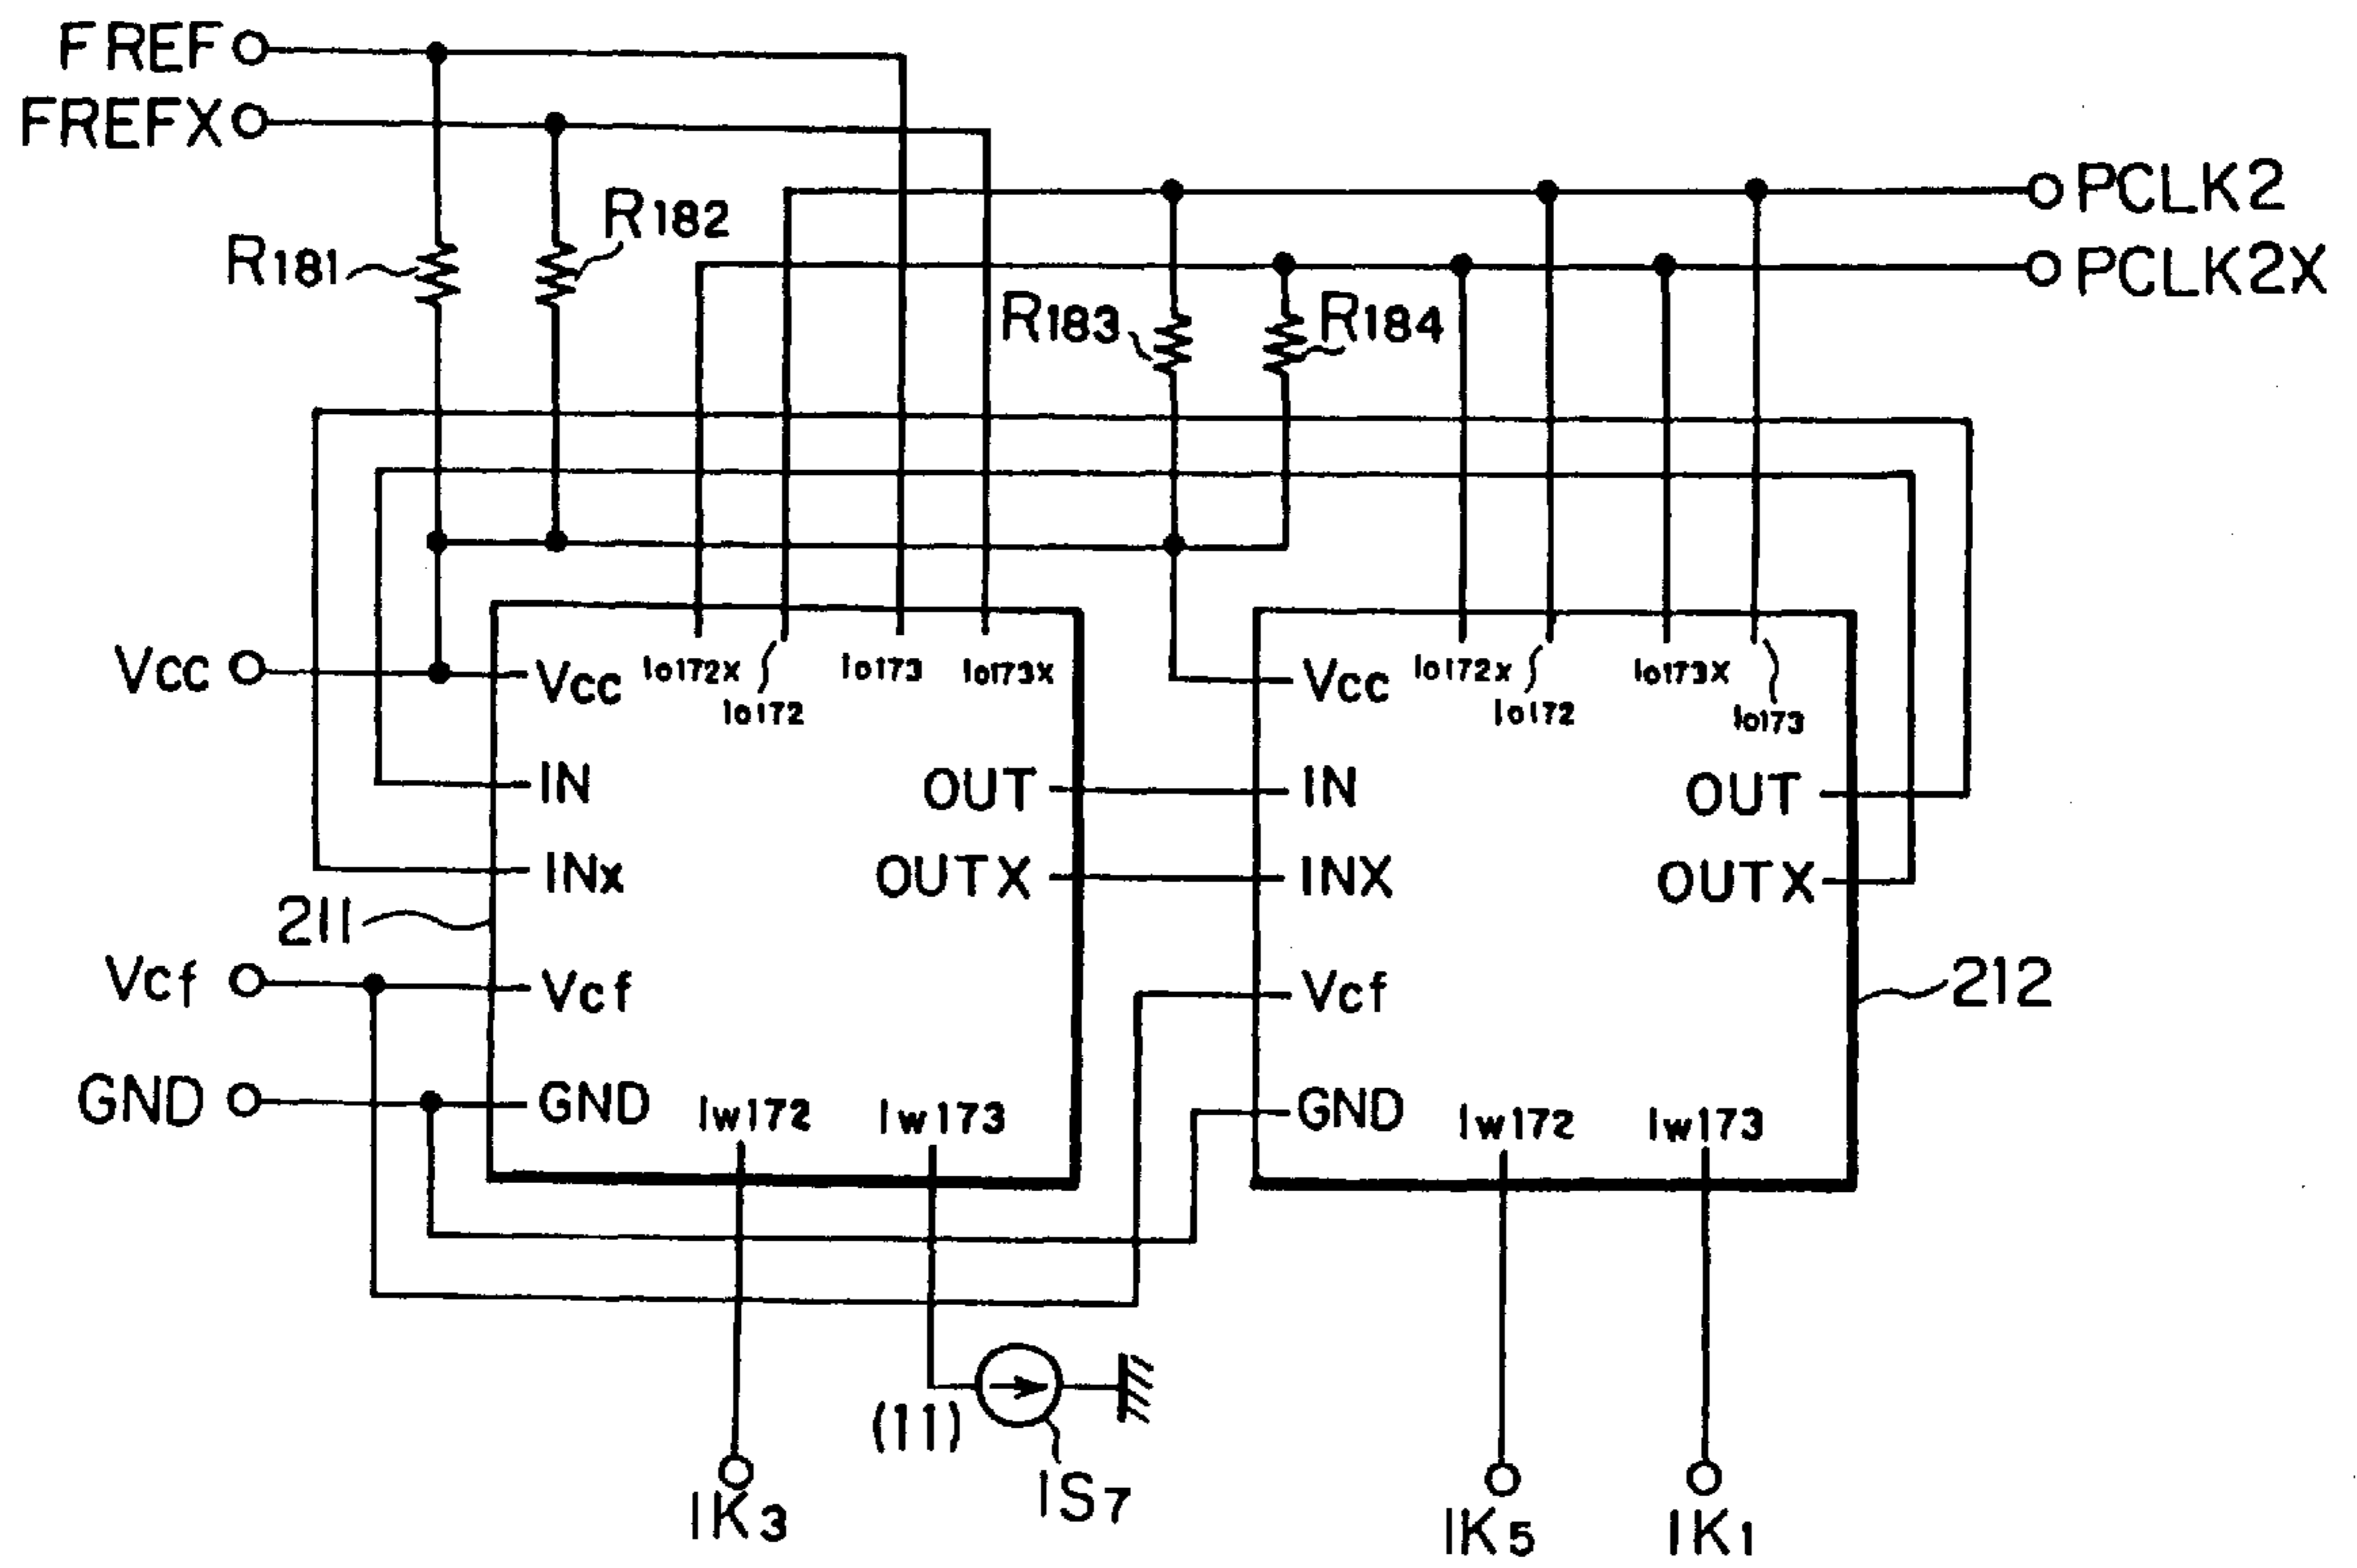 FREF
FREFX
PCLK2
R182
R181
PCLK2X
R183
R184
Vcc
Vcc
Io172X
Io172
Io173
Io173X
Vcc
Io172X
Io172
Io173X
Io173
IN
OUT
IN
OUT
INX
OUTX
INX
OUTX
211
Vcf
Vcf
Vcf
212
GND
GND
Iw172
Iw173
GND
Iw172
Iw173
(11)
IS7
IK3
IK5
IK1